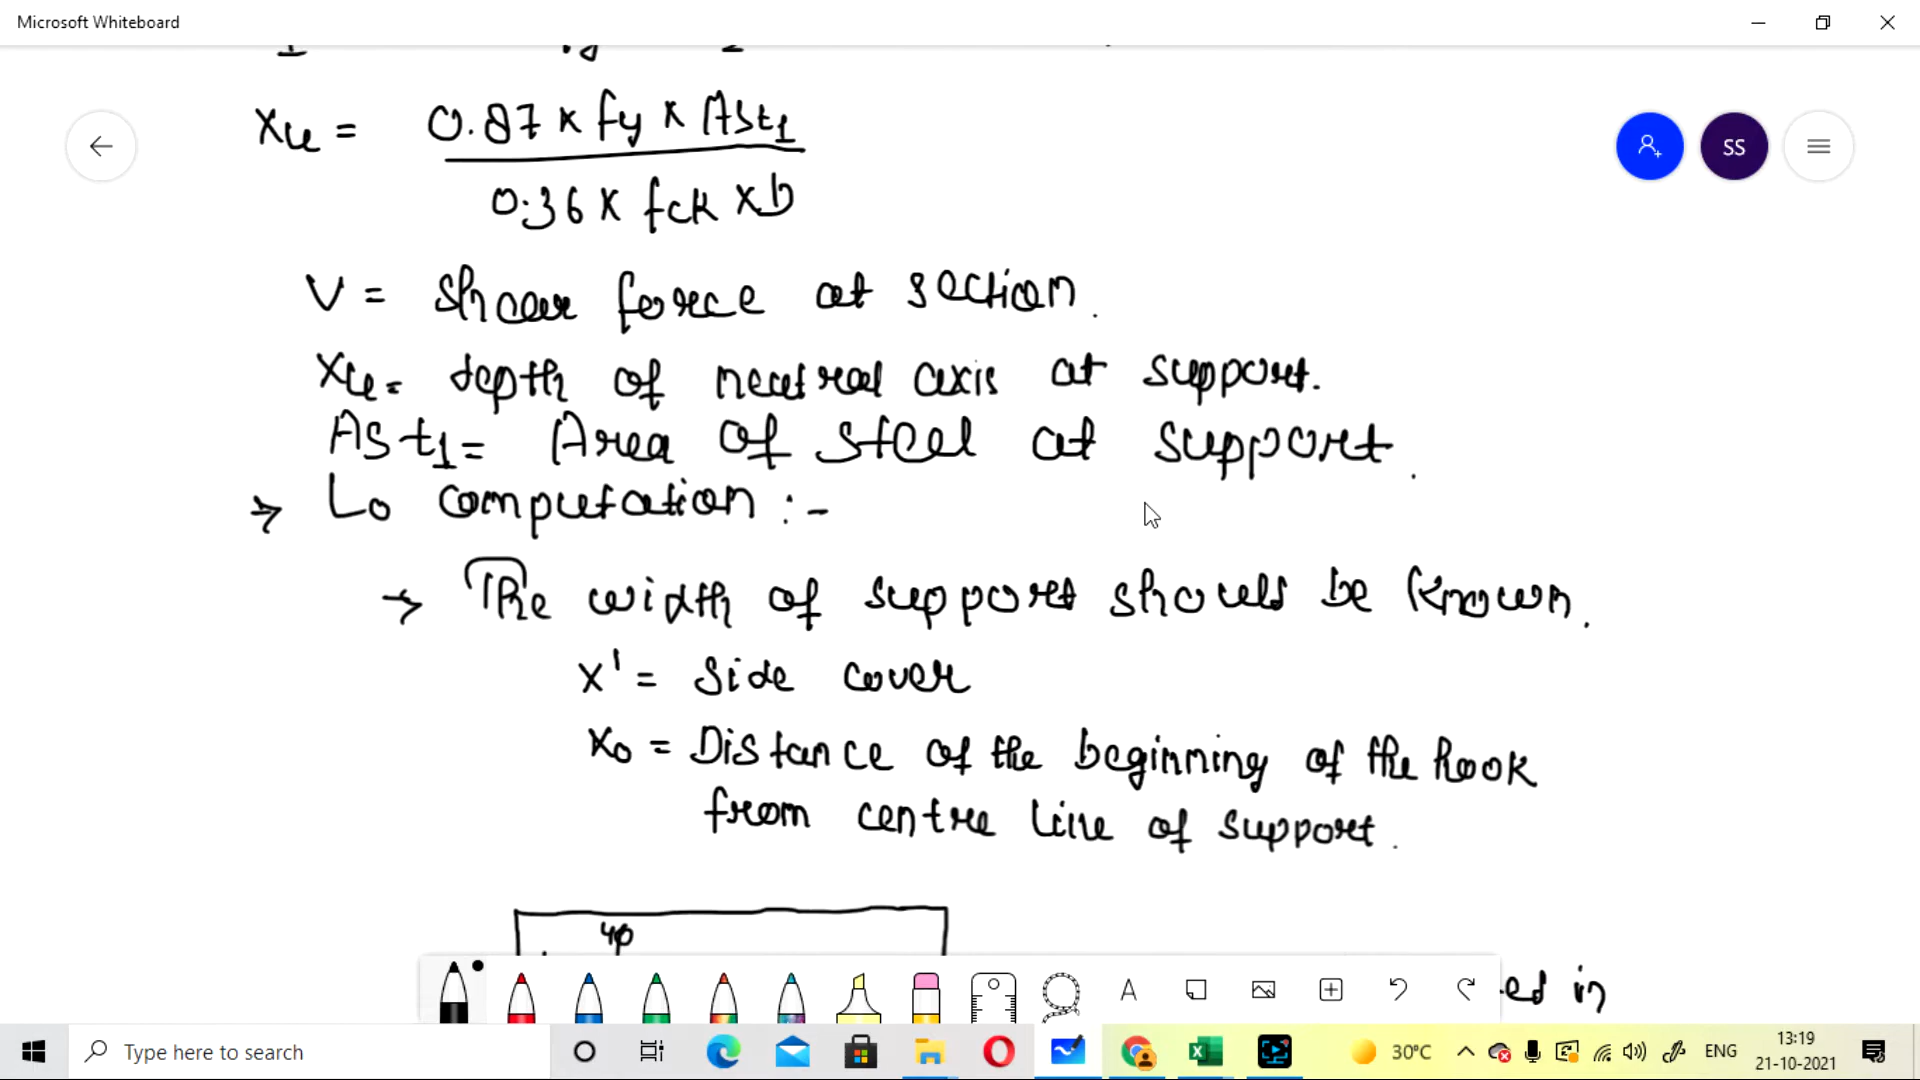 Microsoft Whiteboard
xu = 0.87 x fy x Ast1
0.36 x fck x b
SS
V = Shear force at section.
xu = depth of neutral axis at support.
Ast1 = Area of steel at support.
→ Lo computation :-
→ The width of support should be known.
x' = Side cover
x0 = Distance of the beginning of the hook
from centre line of support.
4φ
ed in
A
Type here to search
30°C
ENG
13:19
21-10-2021